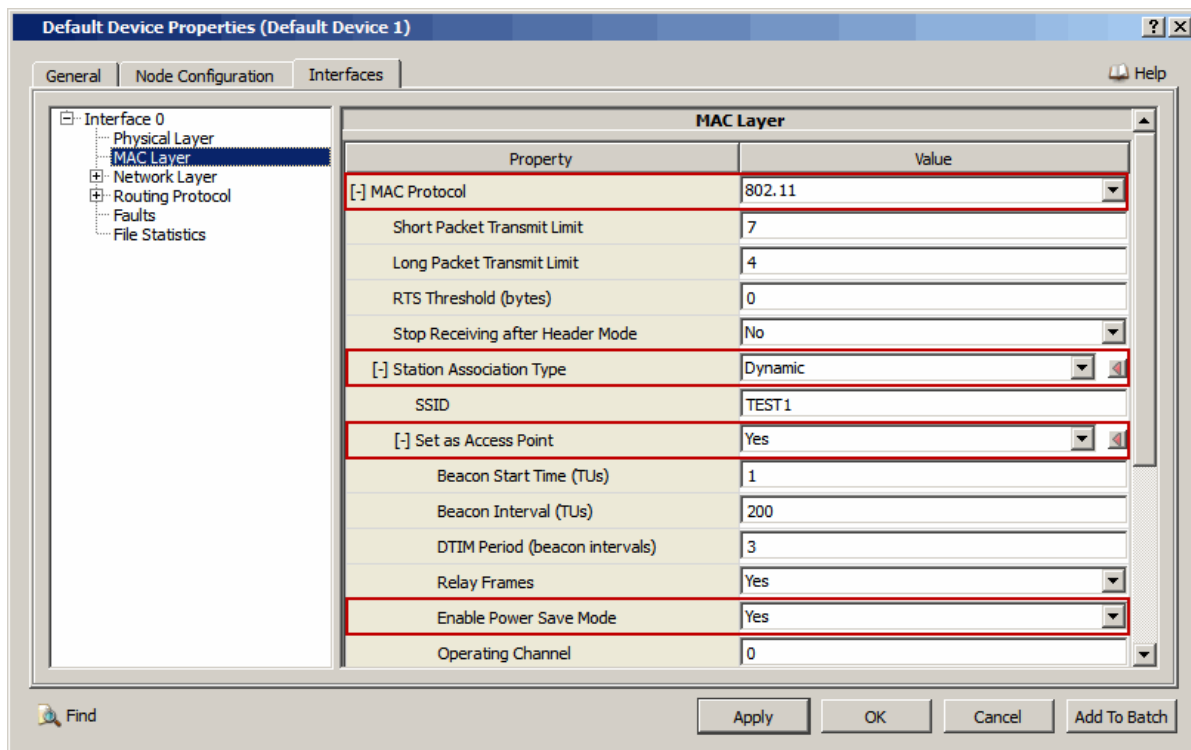 Default Device Properties (Default Device 1)
?
General
Node Configuration
Interfaces
Help
Interface 0
Physical Layer
MAC Layer
Network Layer
Routing Protocol
Faults
File Statistics
MAC Layer
Property Value
[-] MAC Protocol 802.11
Short Packet Transmit Limit 7
Long Packet Transmit Limit 4
RTS Threshold (bytes) 0
Stop Receiving after Header Mode No
[-] Station Association Type Dynamic
SSID TEST1
[-] Set as Access Point Yes
Beacon Start Time (TUs) 1
Beacon Interval (TUs) 200
DTIM Period (beacon intervals) 3
Relay Frames Yes
Enable Power Save Mode Yes
Operating Channel 0
Find
Apply
OK
Cancel
Add To Batch